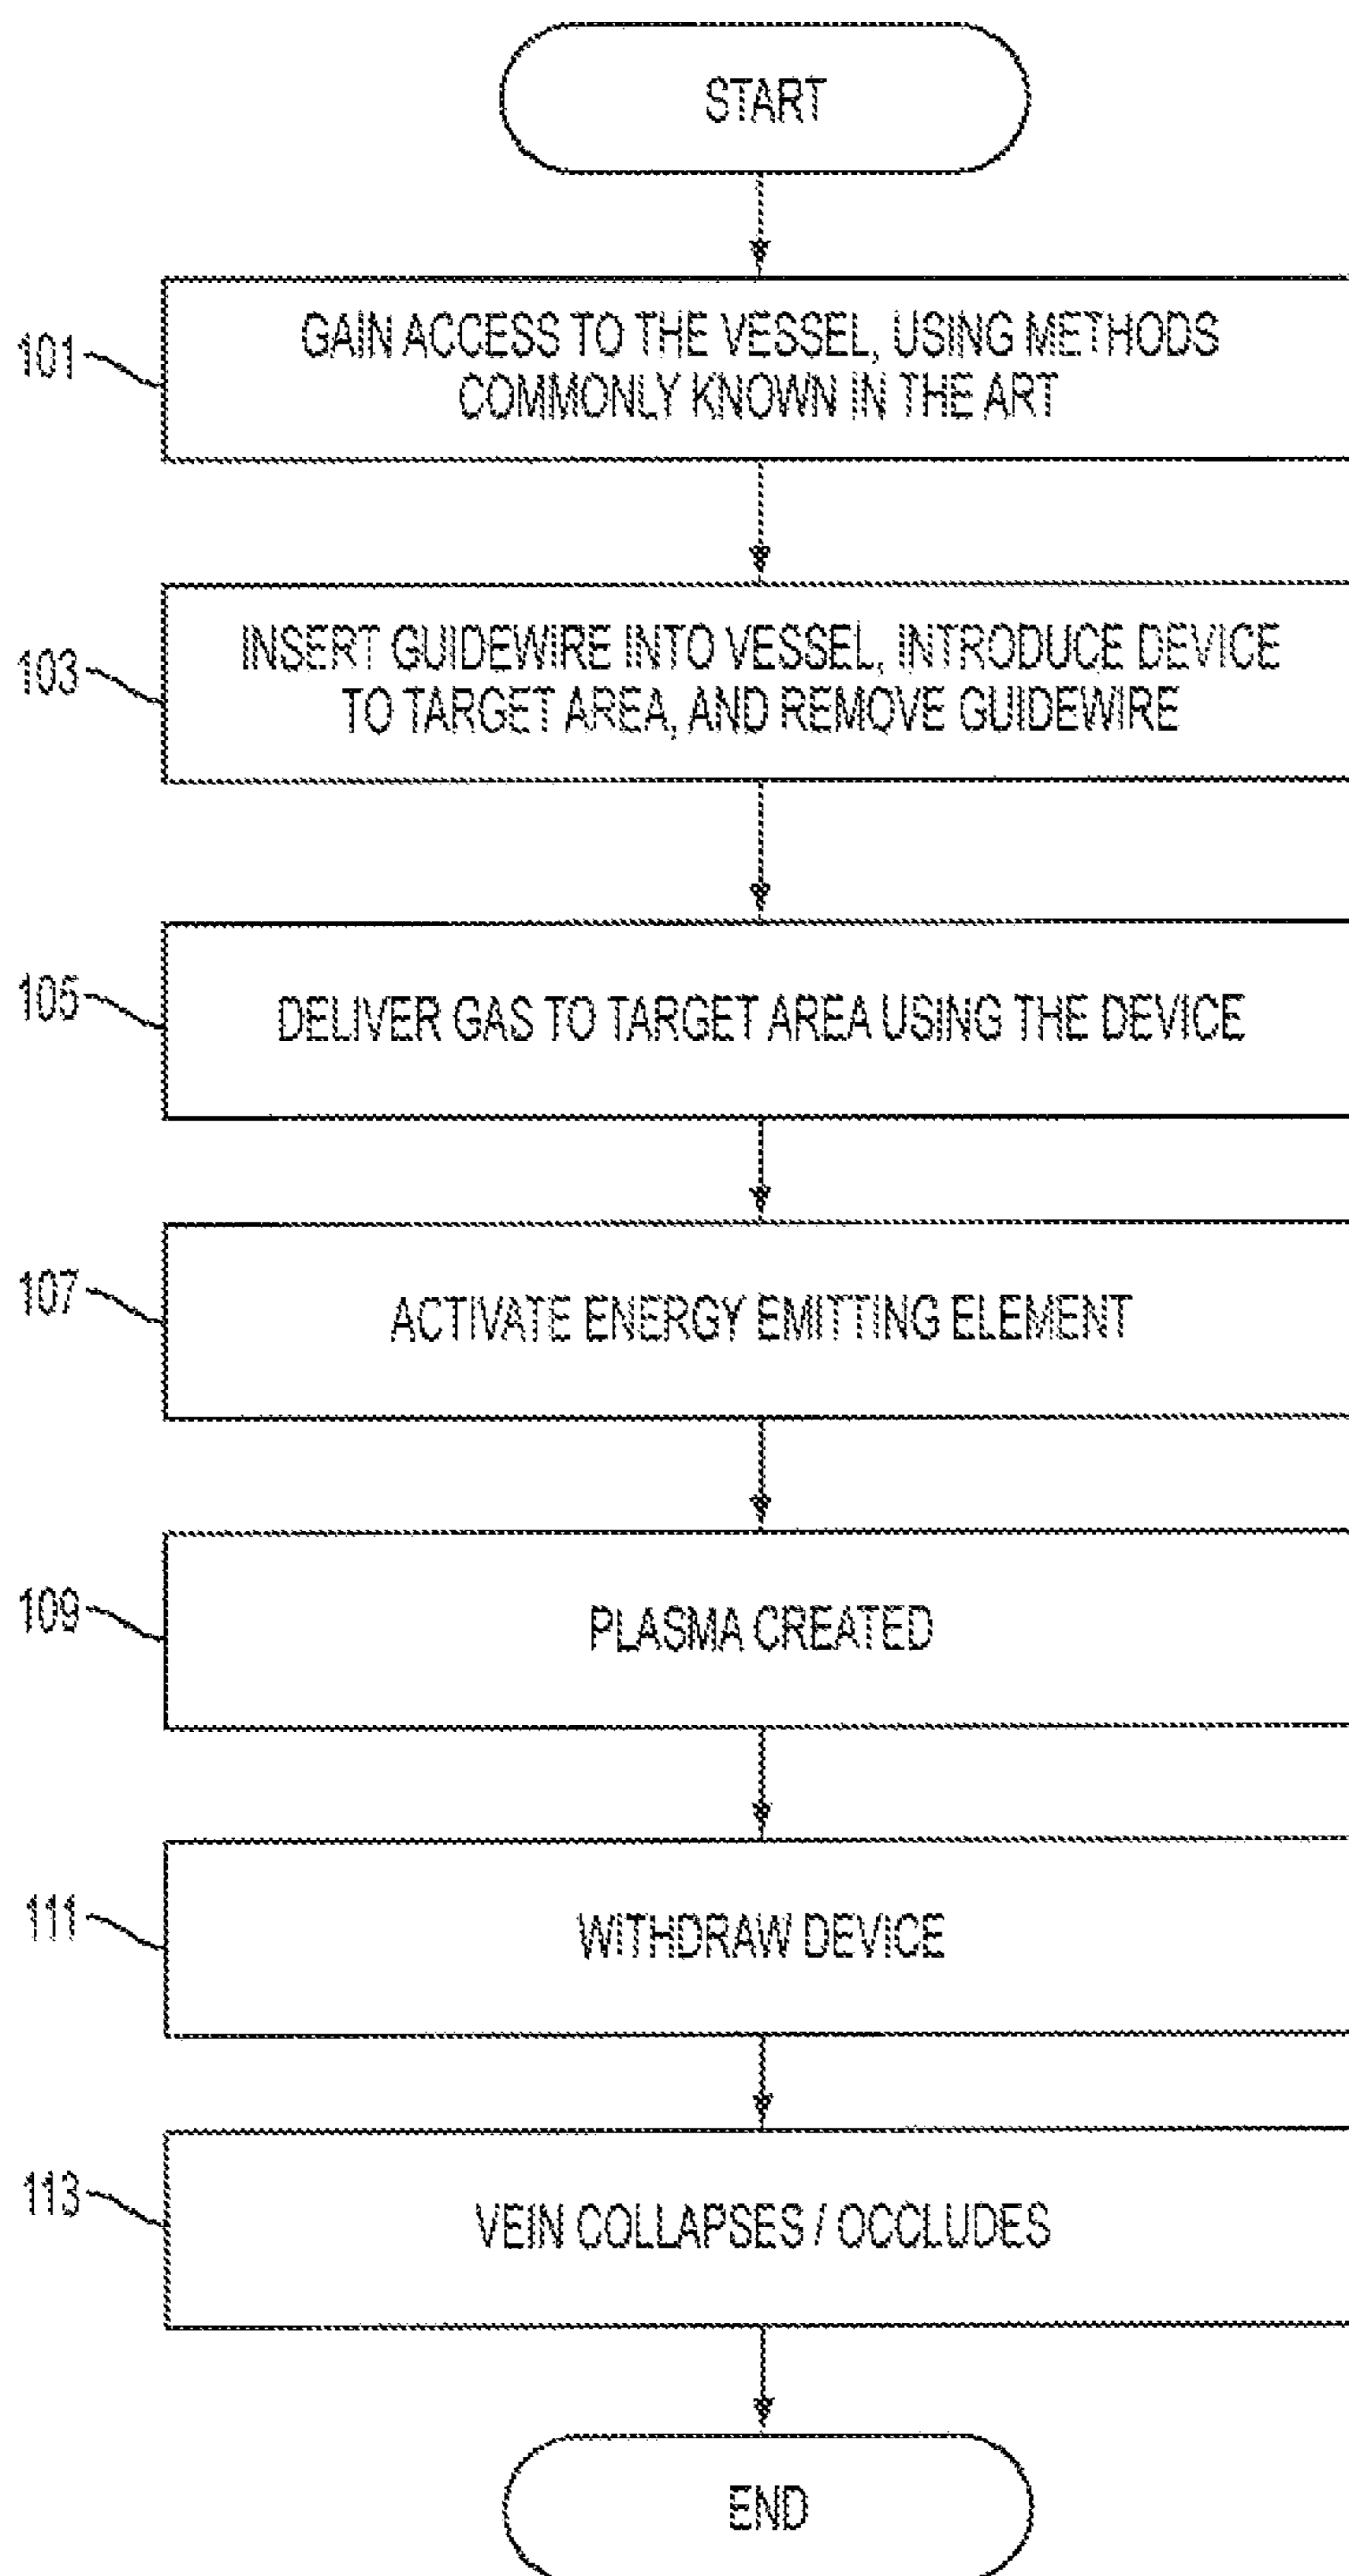 START
101
GAIN ACCESS TO THE VESSEL, USING METHODS
COMMONLY KNOWN IN THE ART
103
INSERT GUIDEWIRE INTO VESSEL, INTRODUCE DEVICE
TO TARGET AREA, AND REMOVE GUIDEWIRE
105
DELIVER GAS TO TARGET AREA USING THE DEVICE
107
ACTIVATE ENERGY EMITTING ELEMENT
109
PLASMA CREATED
111
WITHDRAW DEVICE
113
VEIN COLLAPSES / OCCLUDES
END